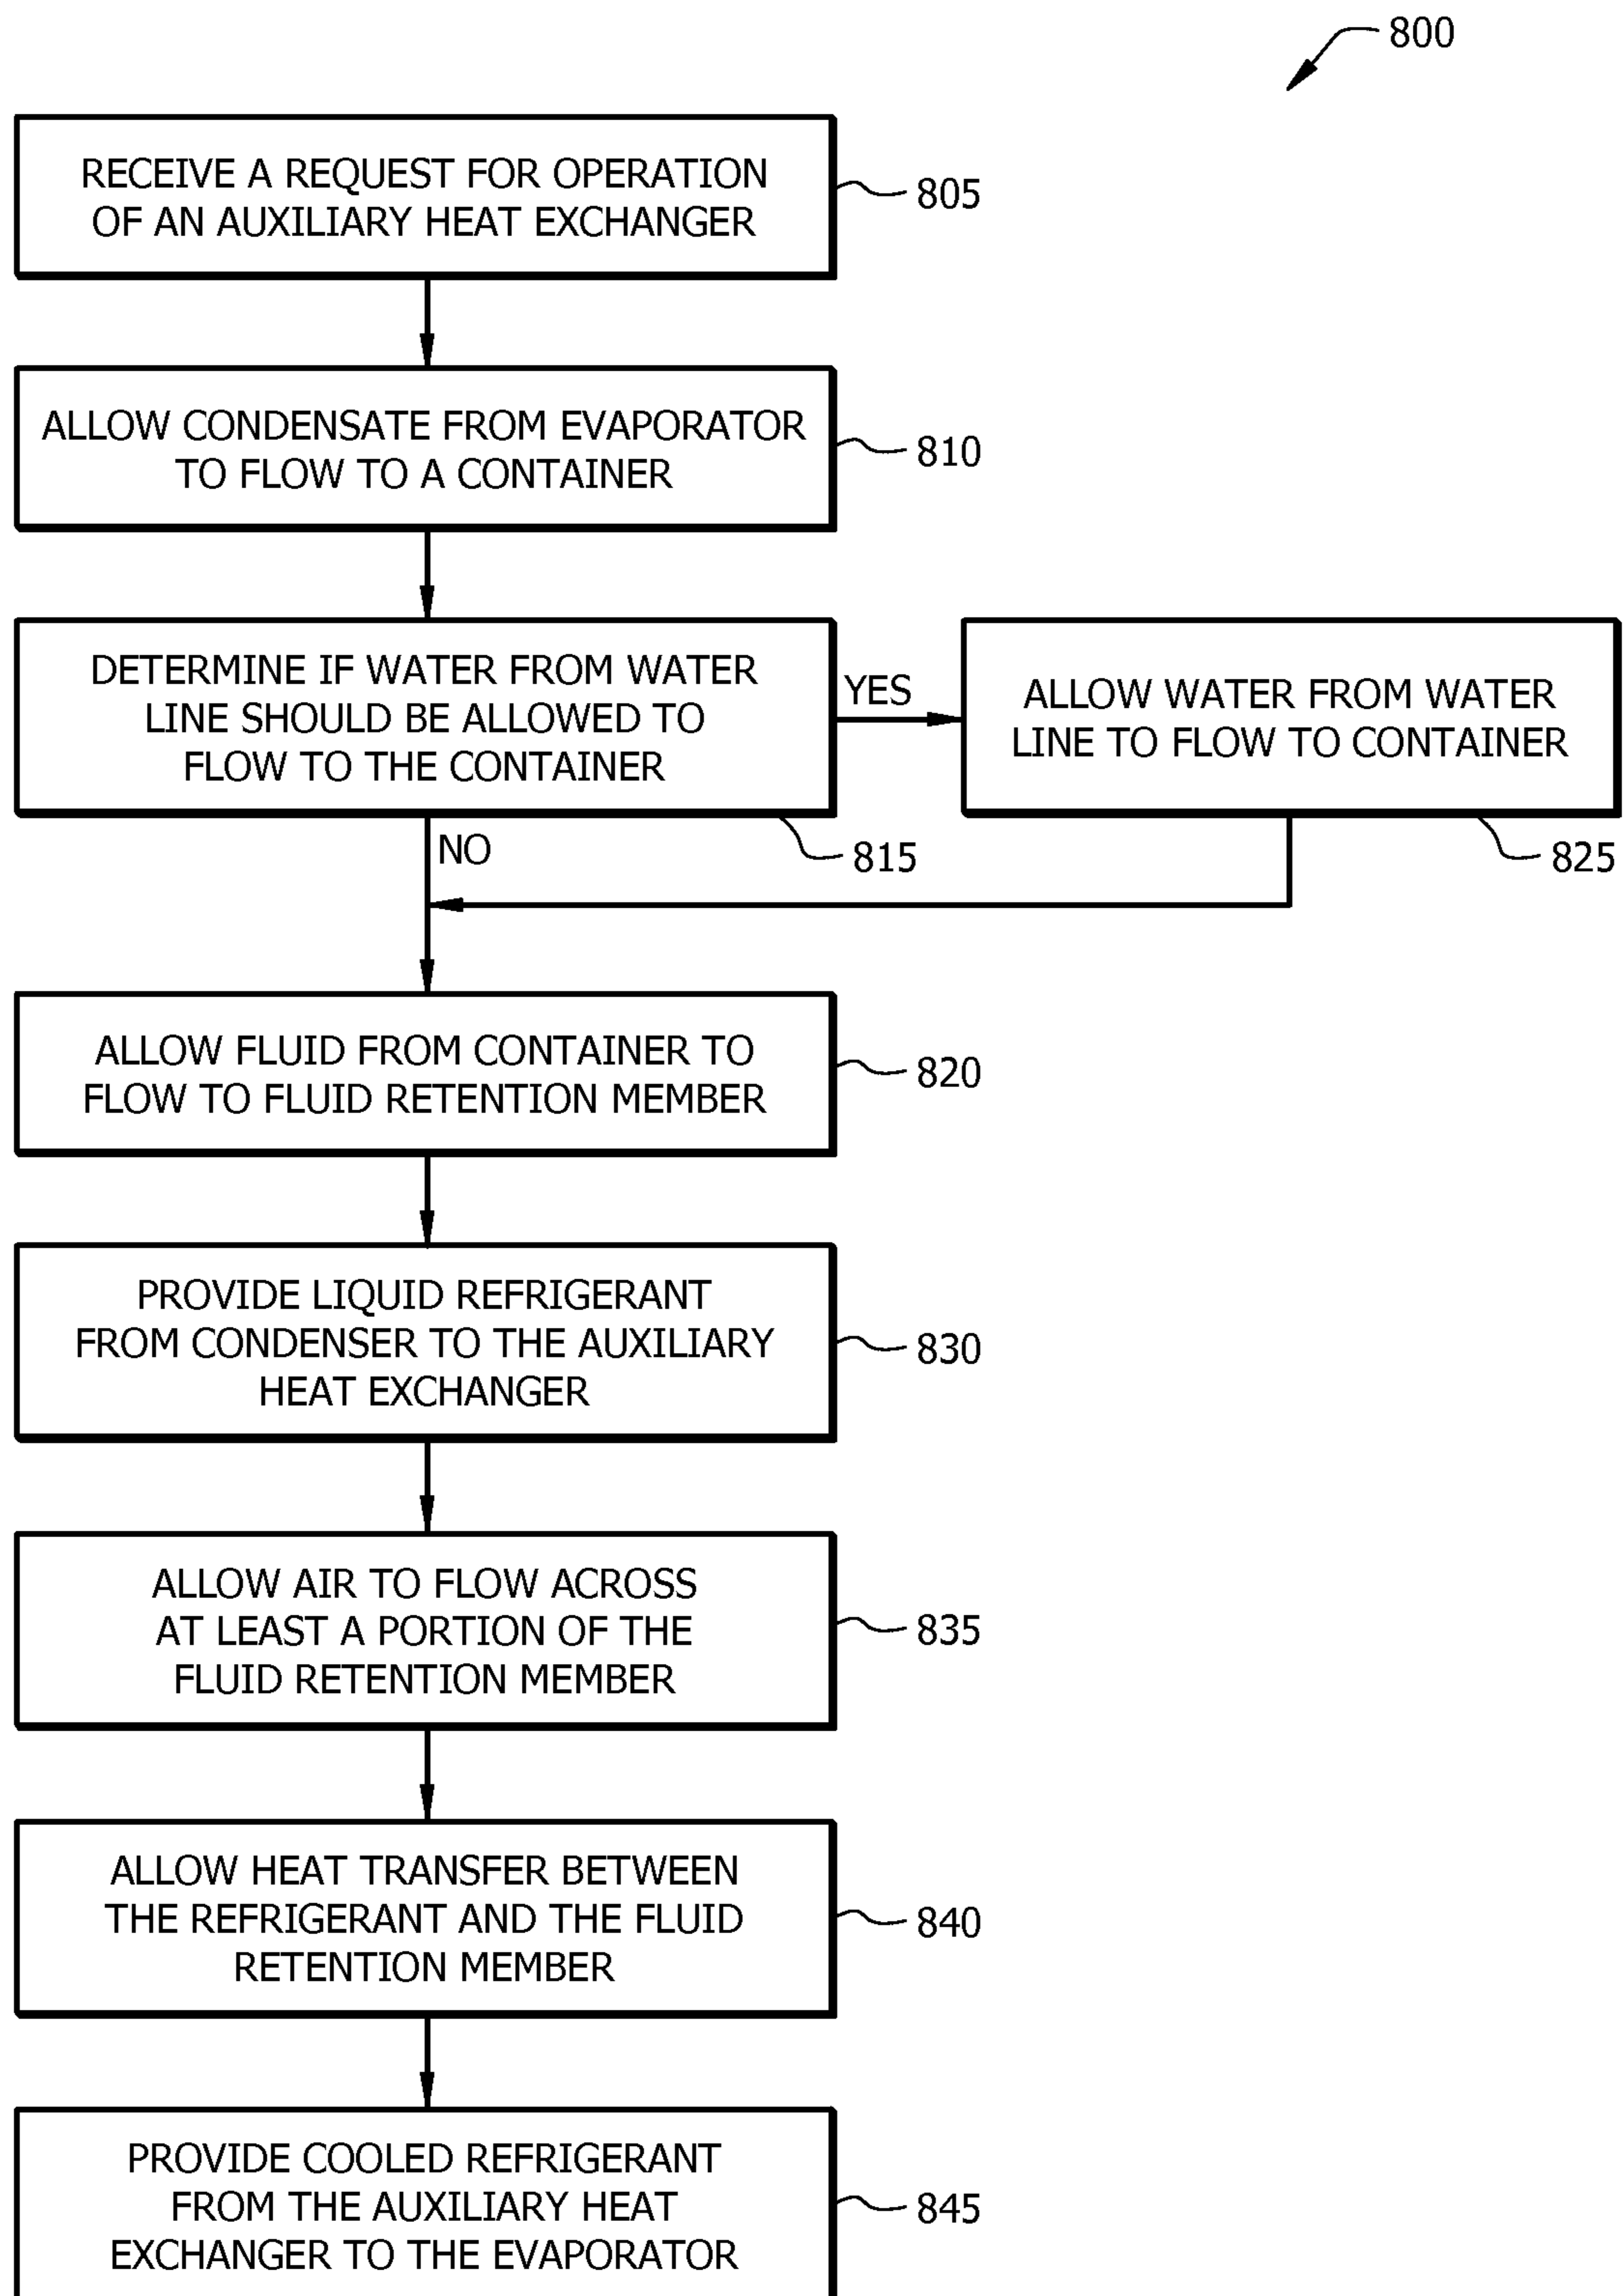 800
RECEIVE A REQUEST FOR OPERATION
OF AN AUXILIARY HEAT EXCHANGER
805
ALLOW CONDENSATE FROM EVAPORATOR
TO FLOW TO A CONTAINER
810
DETERMINE IF WATER FROM WATER
LINE SHOULD BE ALLOWED TO
FLOW TO THE CONTAINER
815
YES
ALLOW WATER FROM WATER
LINE TO FLOW TO CONTAINER
825
NO
ALLOW FLUID FROM CONTAINER TO
FLOW TO FLUID RETENTION MEMBER
820
PROVIDE LIQUID REFRIGERANT
FROM CONDENSER TO THE AUXILIARY
HEAT EXCHANGER
830
ALLOW AIR TO FLOW ACROSS
AT LEAST A PORTION OF THE
FLUID RETENTION MEMBER
835
ALLOW HEAT TRANSFER BETWEEN
THE REFRIGERANT AND THE FLUID
RETENTION MEMBER
840
PROVIDE COOLED REFRIGERANT
FROM THE AUXILIARY HEAT
EXCHANGER TO THE EVAPORATOR
845